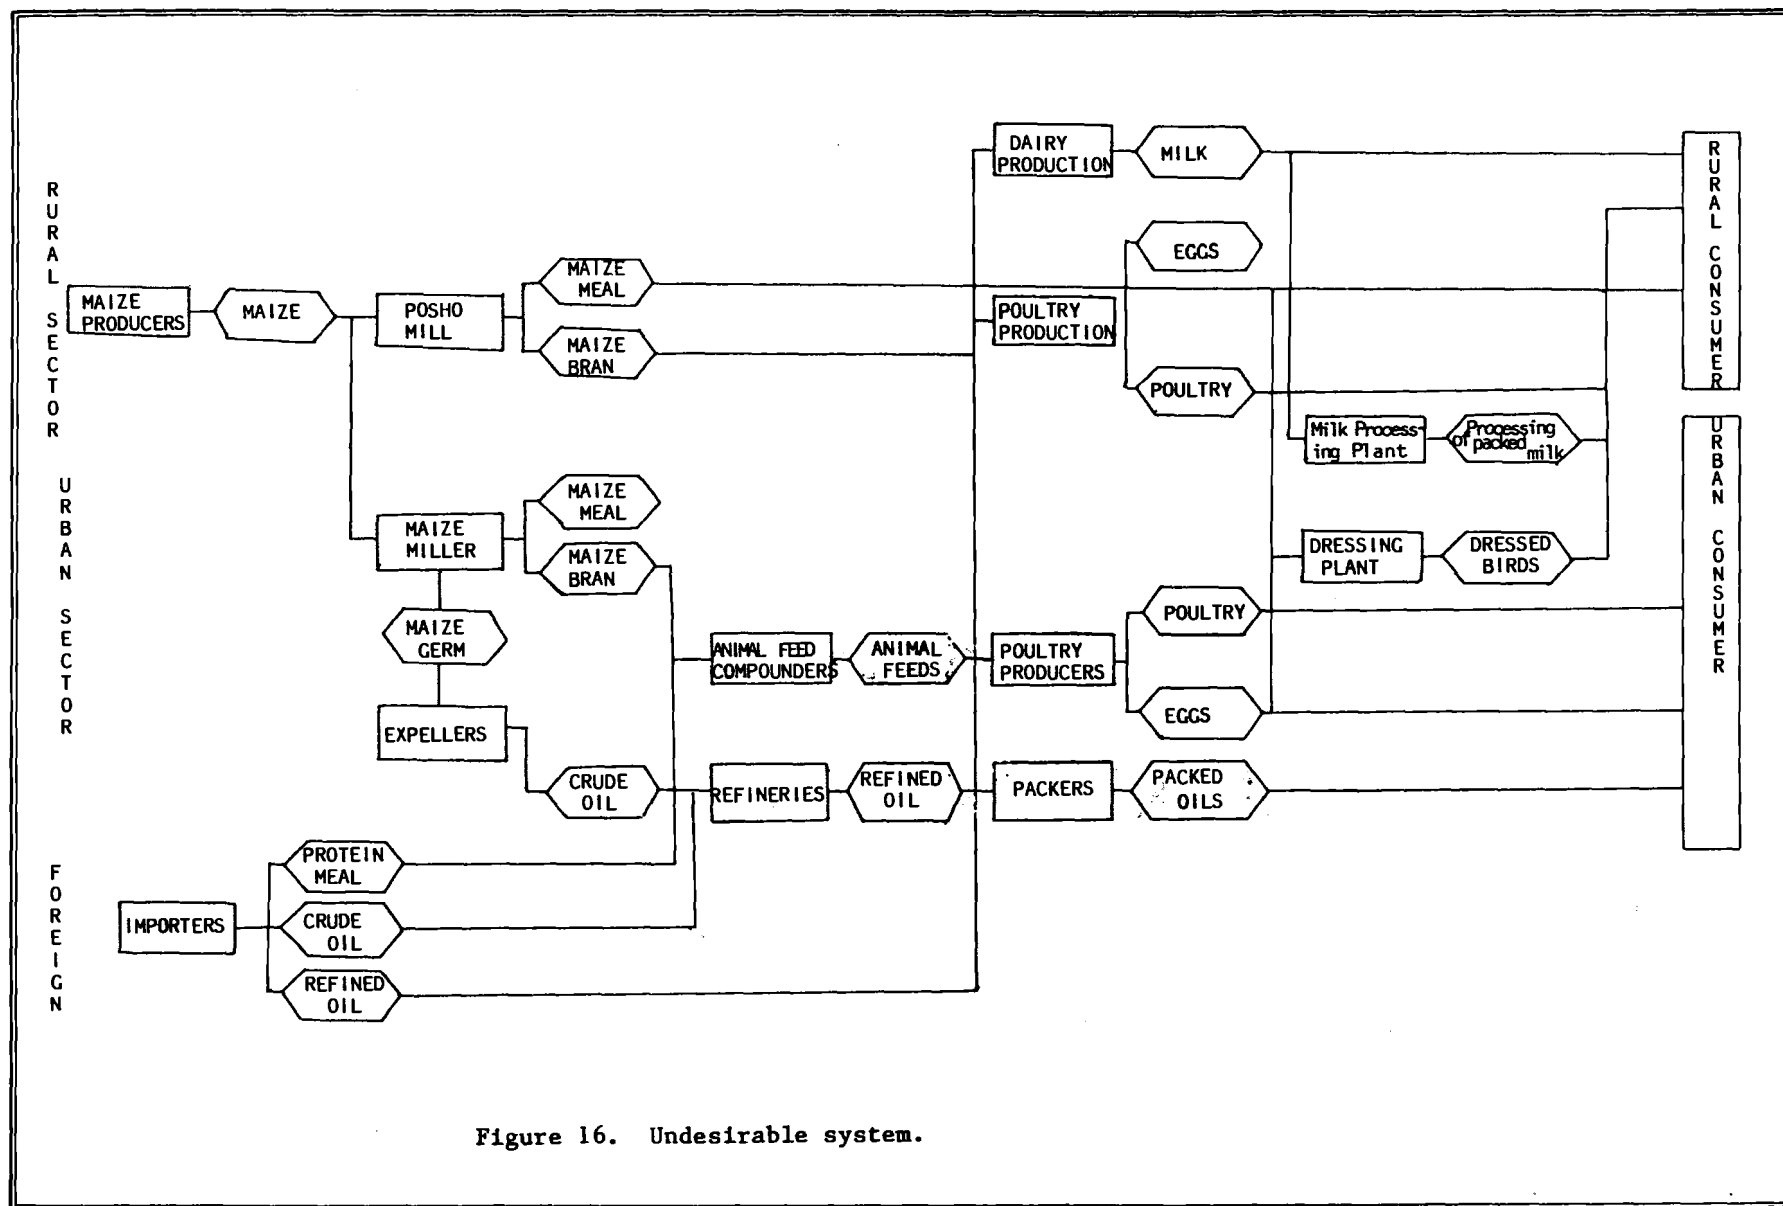 RURAL SECTOR
URBAN SECTOR
FOREIGN
MAIZE
PRODUCERS
MAIZE
POSHO
MILL
MAIZE
MEAL
MAIZE
BRAN
DAIRY
PRODUCTION
MILK
EGGS
POULTRY
PRODUCTION
POULTRY
Milk Process-
ing Plant
Processing
of packed
milk
RURAL CONSUMER
MAIZE
MILLER
MAIZE
MEAL
MAIZE
BRAN
MAIZE
GERM
EXPELLERS
ANIMAL FEED
COMPOUNDERS
ANIMAL
FEEDS
POULTRY
PRODUCERS
POULTRY
EGGS
DRESSING
PLANT
DRESSED
BIRDS
URBAN CONSUMER
CRUDE
OIL
REFINERIES
REFINED
OIL
PACKERS
PACKED
OILS
IMPORTERS
PROTEIN
MEAL
CRUDE
OIL
REFINED
OIL
Figure 16. Undesirable system.